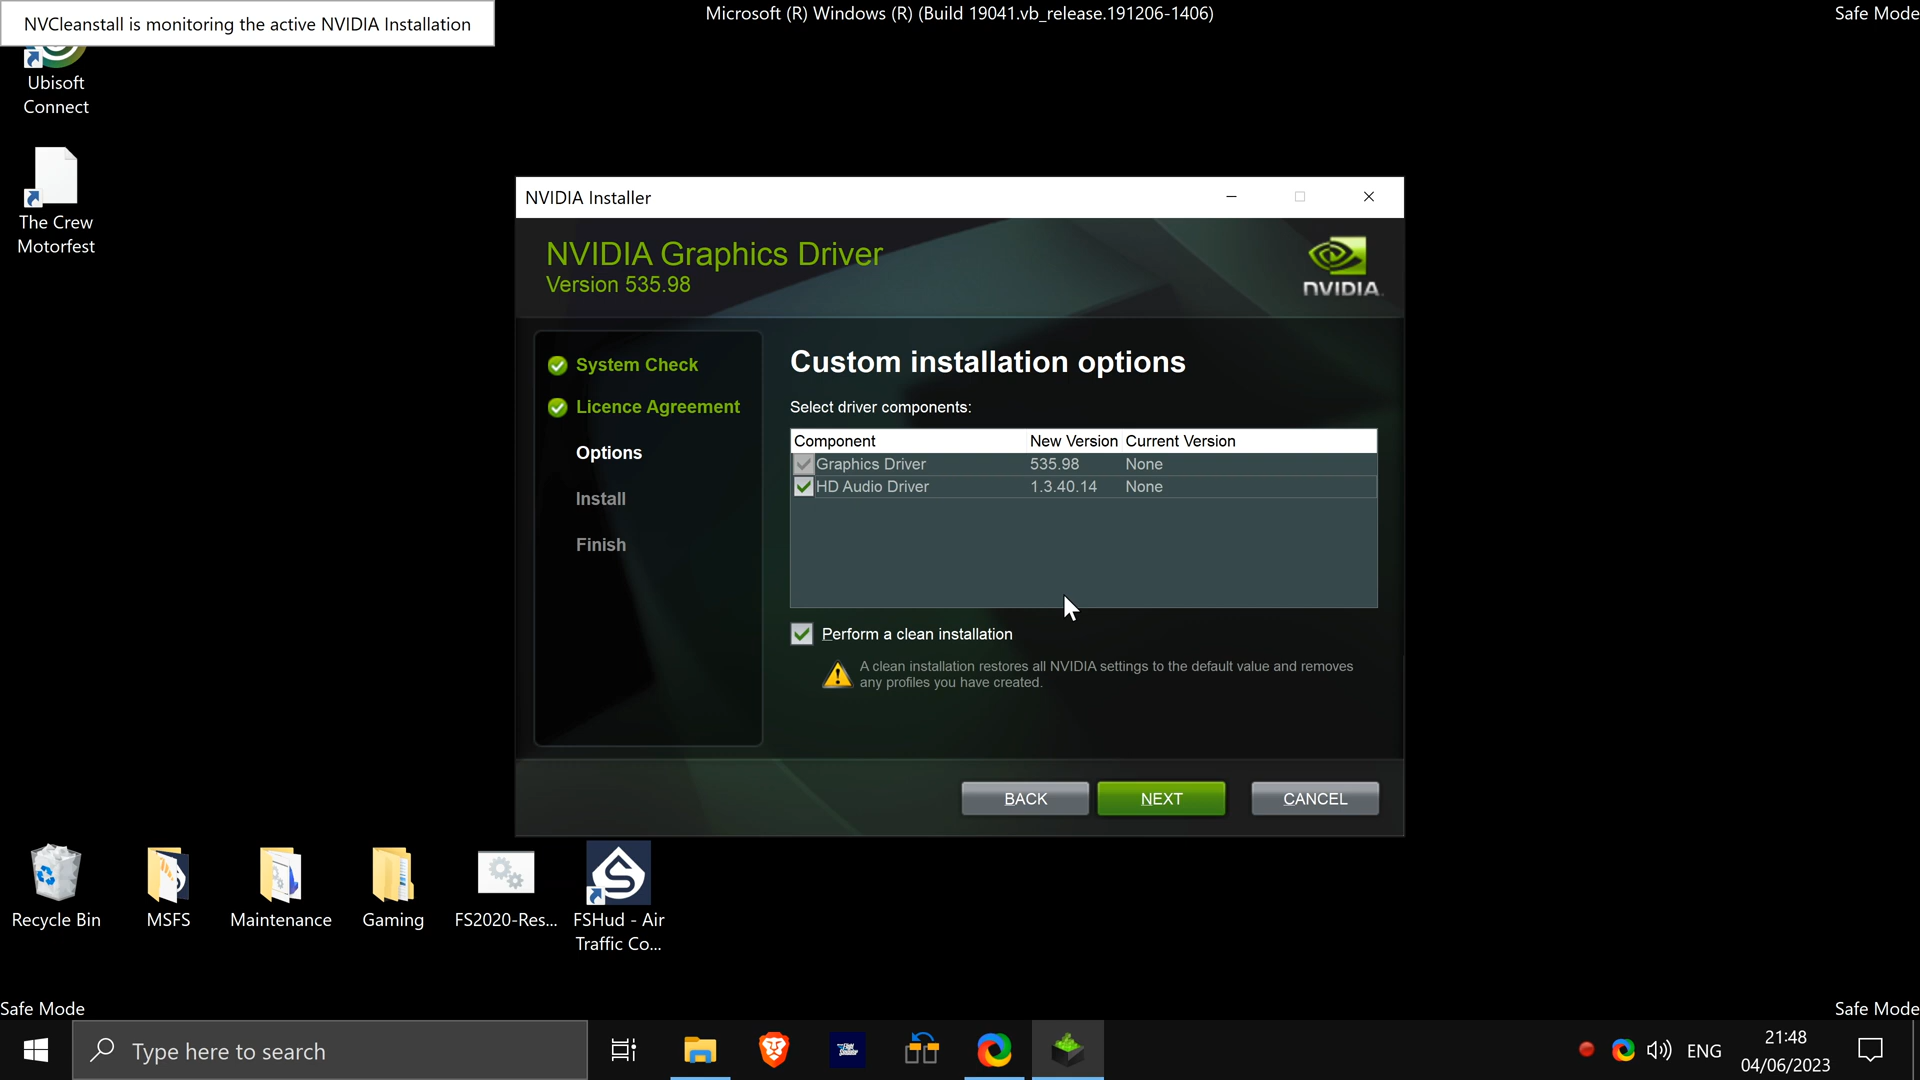 NVCleanstall is monitoring the active NVIDIA Installation
Microsoft (R) Windows (R) (Build 19041.vb_release.191206-1406)
Safe Mode
Ubisoft
Connect
The Crew
Motorfest
NVIDIA Installer
NVIDIA Graphics Driver
Version 535.98
NVIDIA.
System Check
Licence Agreement
Options
Install
Finish
Custom installation options
Select driver components:
Component New Version Current Version
Graphics Driver 535.98 None
HD Audio Driver 1.3.40.14 None
Perform a clean installation
A clean installation restores all NVIDIA settings to the default value and removes
any profiles you have created.
BACK
NEXT
CANCEL
Recycle Bin
MSFS
Maintenance
Gaming
FS2020-Res...
FSHud - Air
Traffic Co...
Safe Mode
Safe Mode
Type here to search
ENG
21:48
04/06/2023